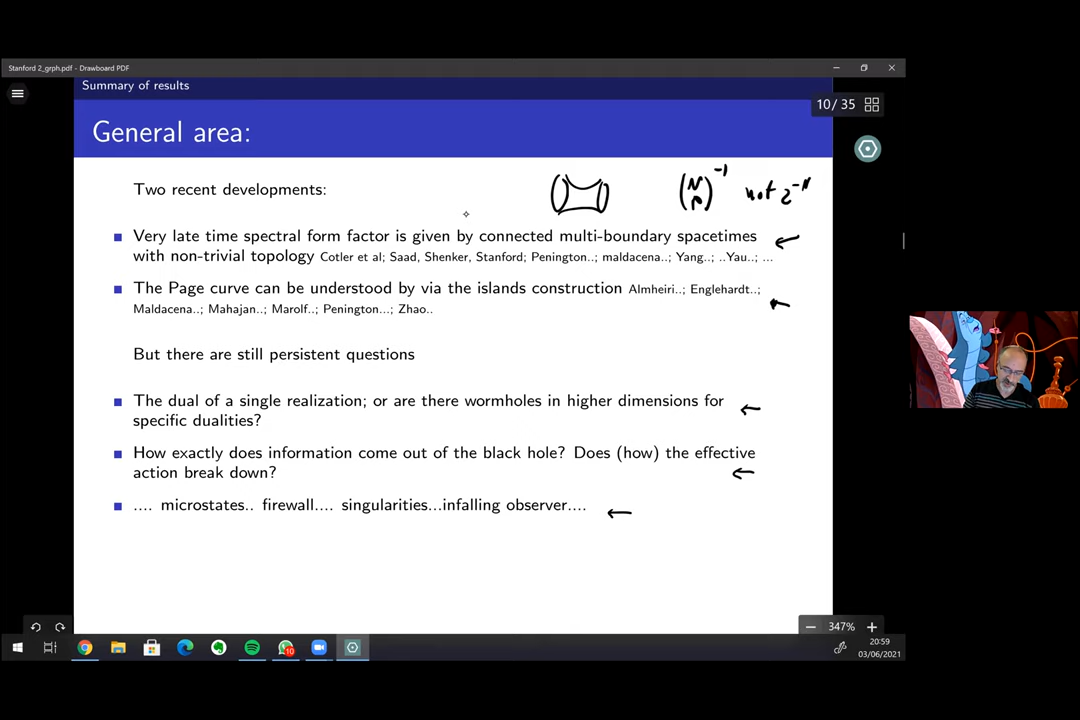 Stanford 2_grph.pdf - Drawboard PDF
Summary of results
10/ 35
General area:
Two recent developments:
(N N)⁻¹ not 2⁻ᴺ
Very late time spectral form factor is given by connected multi-boundary spacetimes
with non-trivial topology Cotler et al; Saad, Shenker, Stanford; Penington..; maldacena..; Yang..; ..Yau..; ...
The Page curve can be understood by via the islands construction Almheiri..; Englehardt..;
Maldacena..; Mahajan..; Marolf..; Penington...; Zhao..
But there are still persistent questions
The dual of a single realization; or are there wormholes in higher dimensions for
specific dualities?
How exactly does information come out of the black hole? Does (how) the effective
action break down?
.... microstates.. firewall.... singularities...infalling observer....
347%
10
20:59
03/06/2021